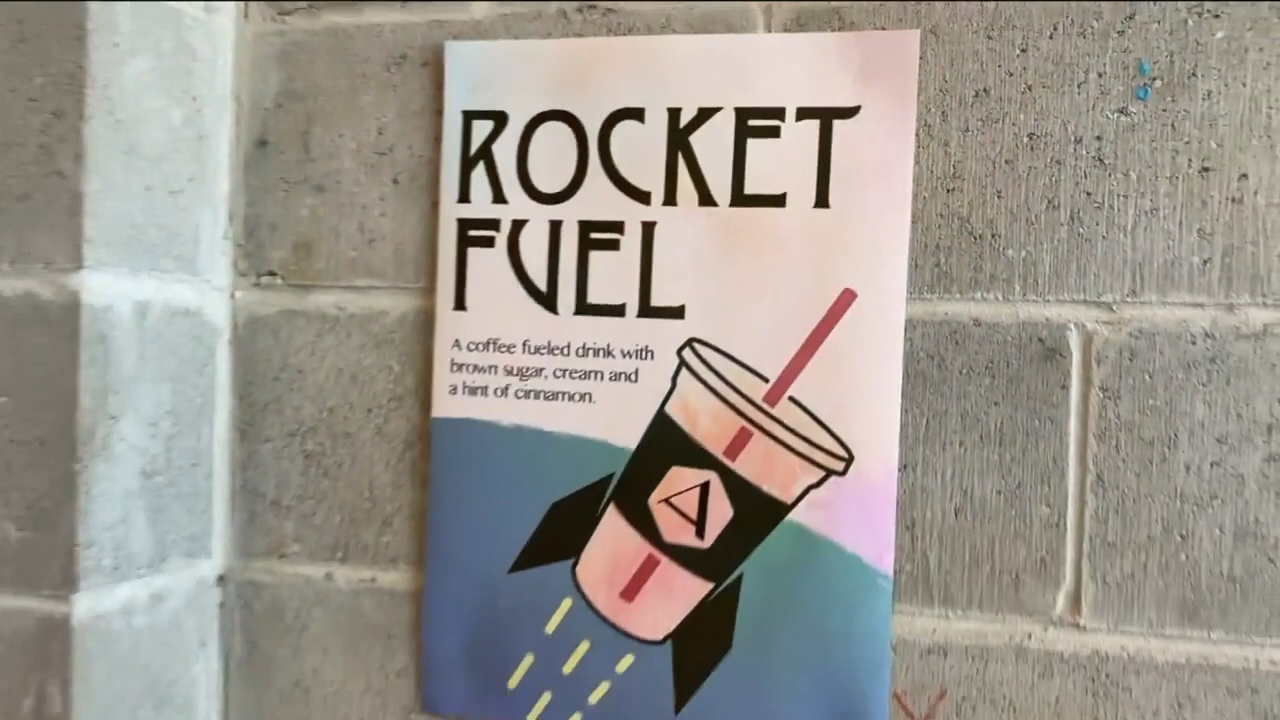 ROCKET
FUEL
A coffee fueled drink with
brown sugar, cream and
a hint of cinnamon.
A